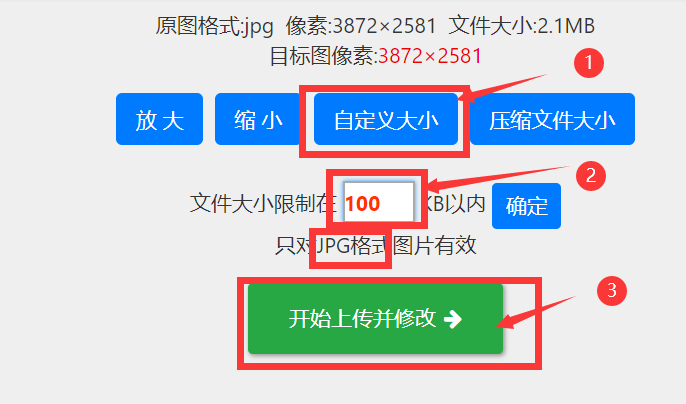 原图格式:jpg 像素:3872×2581 文件大小:2.1MB
目标图像素:3872×2581
1
放 大 缩 小 自定义大小 压缩文件大小
2
文件大小限制在 100 KB以内 确定
只对JPG格式图片有效
3
开始上传并修改